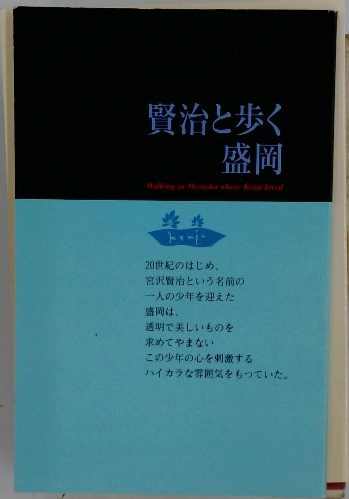 賢治と歩く
盛岡
Walking in Morioka where Kenji loved
kenji
20世紀のはじめ、
宮沢賢治という名前の
一人の少年を迎えた
盛岡は、
透明で美しいものを
求めてやまない
この少年の心を刺激する
ハイカラな雰囲気をもっていた。